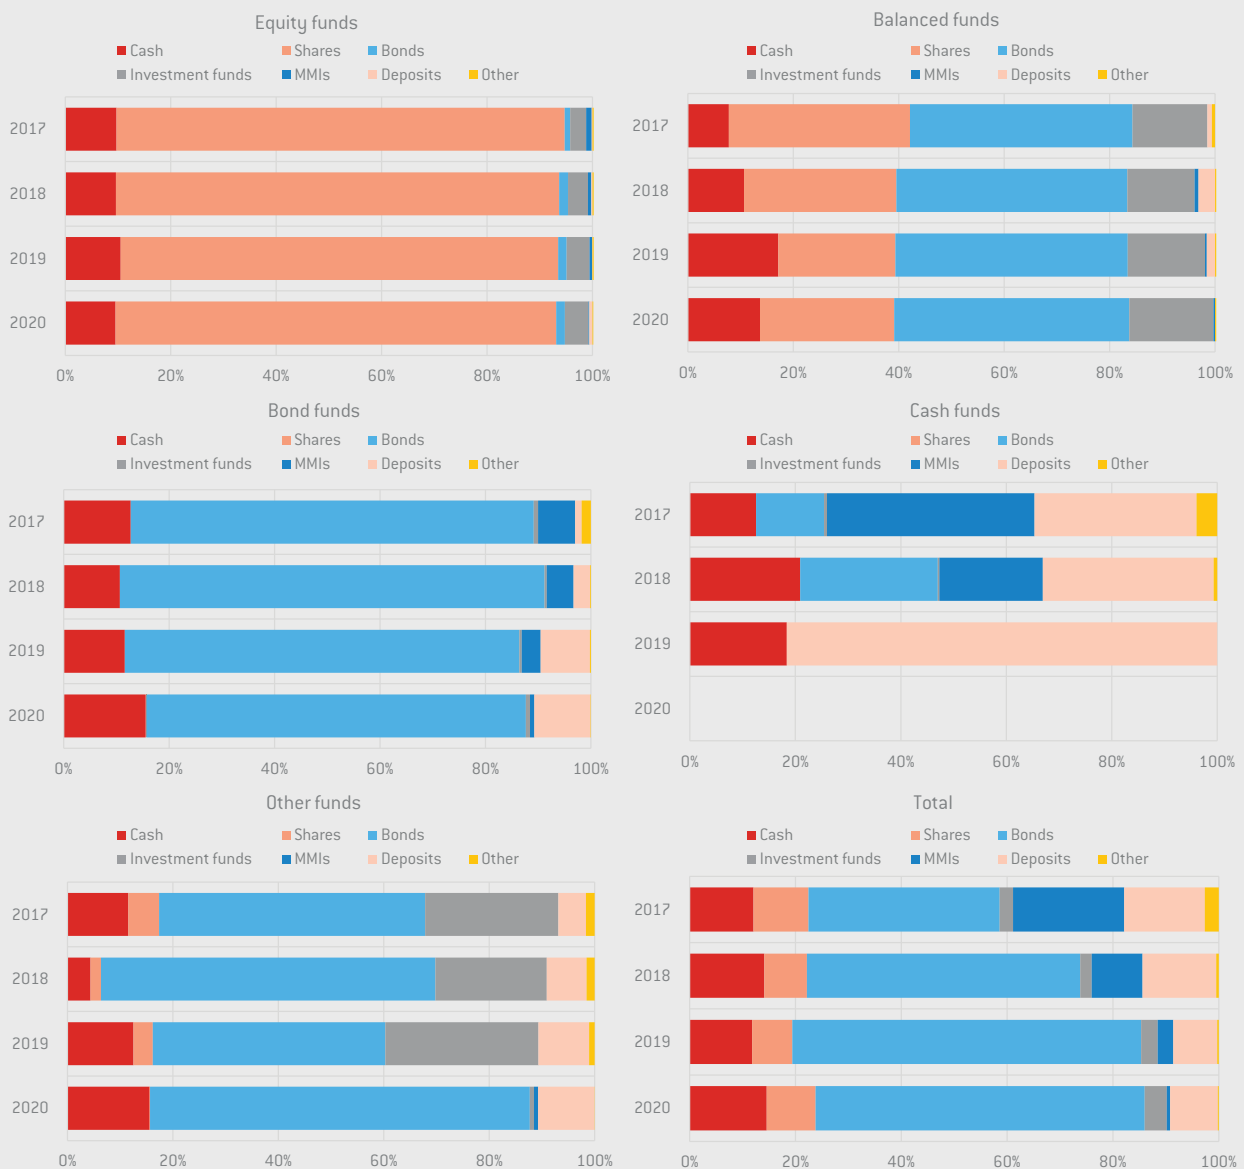 Equity funds
Cash Shares Bonds
Investment funds MMIs Deposits Other
2017
2018
2019
2020
0% 20% 40% 60% 80% 100%
Balanced funds
Cash Shares Bonds
Investment funds MMIs Deposits Other
2017
2018
2019
2020
0% 20% 40% 60% 80% 100%
Bond funds
Cash Shares Bonds
Investment funds MMIs Deposits Other
2017
2018
2019
2020
0% 20% 40% 60% 80% 100%
Cash funds
Cash Shares Bonds
Investment funds MMIs Deposits Other
2017
2018
2019
2020
0% 20% 40% 60% 80% 100%
Other funds
Cash Shares Bonds
Investment funds MMIs Deposits Other
2017
2018
2019
2020
0% 20% 40% 60% 80% 100%
Total
Cash Shares Bonds
Investment funds MMIs Deposits Other
2017
2018
2019
2020
0% 20% 40% 60% 80% 100%